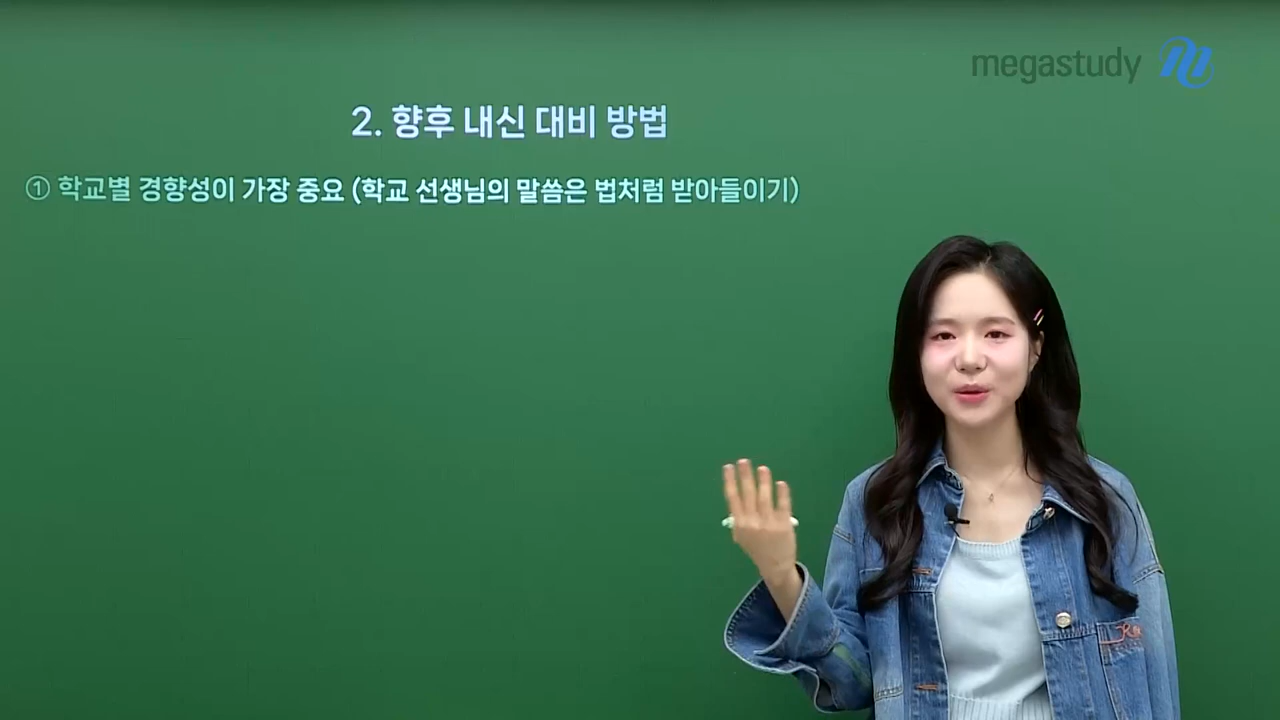 megastudy
2. 향후 내신 대비 방법
① 학교별 경향성이 가장 중요 (학교 선생님의 말씀은 법처럼 받아들이기)